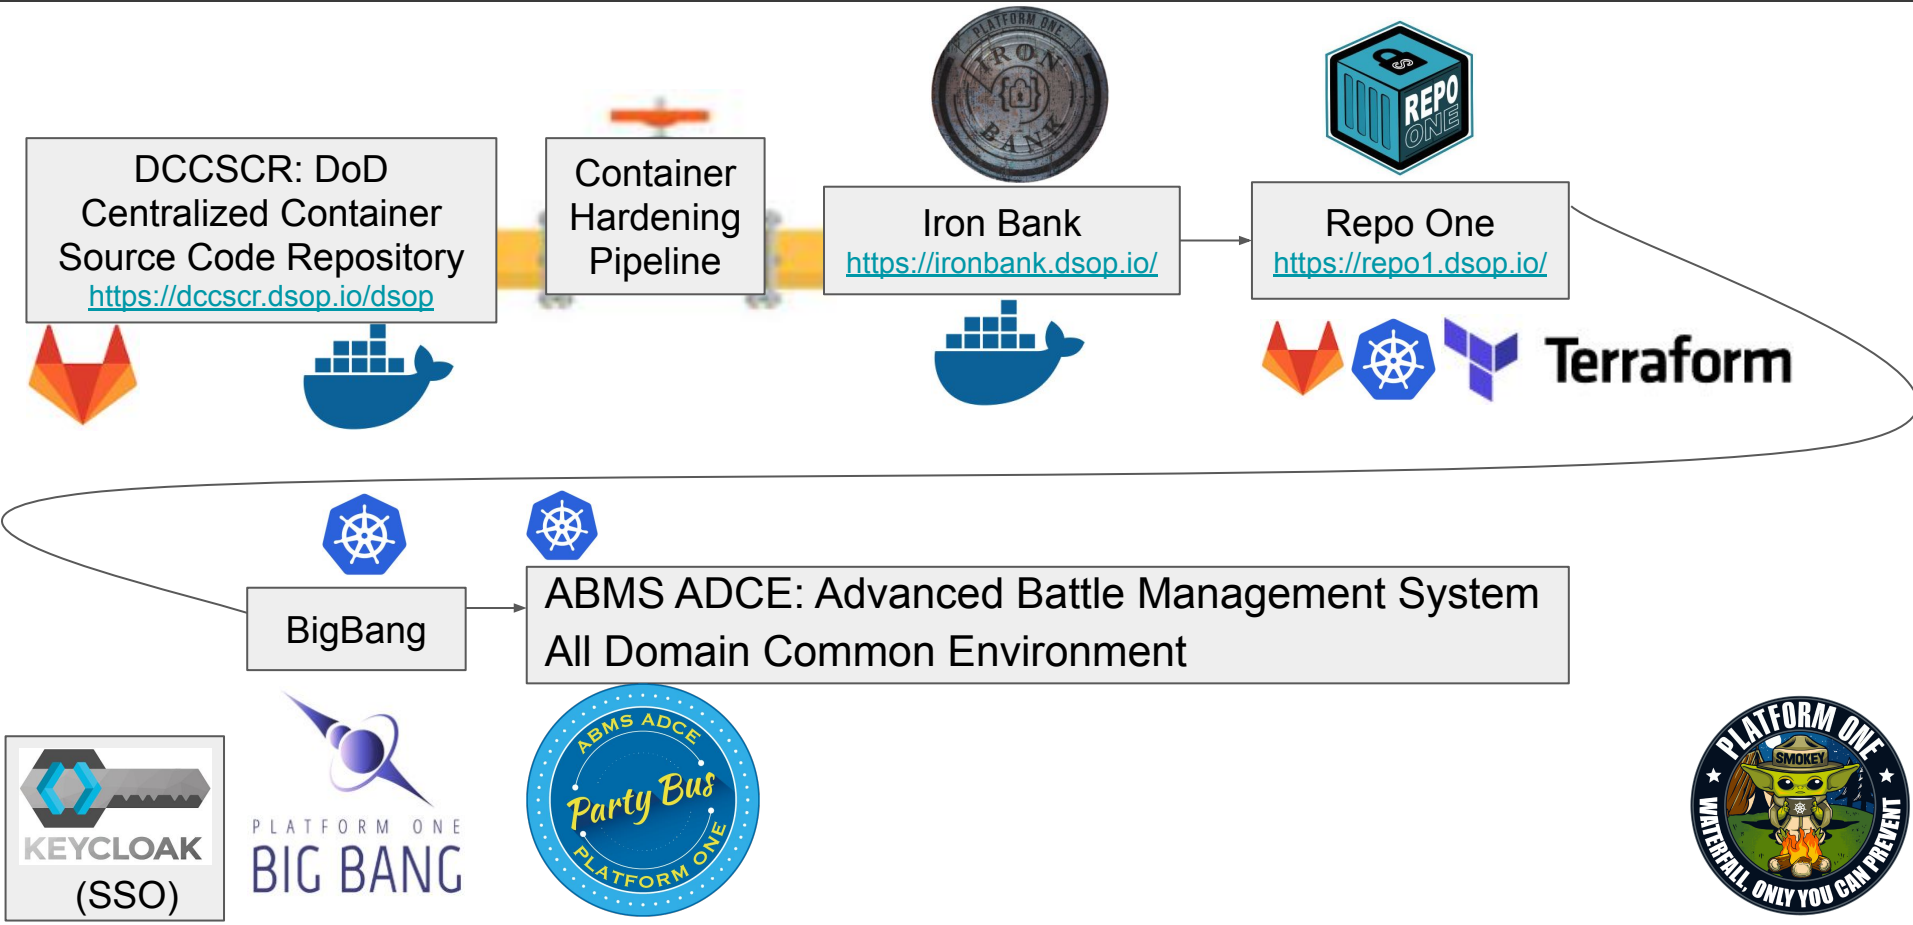 PLATFORM ONE
IRON
BANK
REPO
ONE
DCCSCR: DoD
Centralized Container
Source Code Repository
https://dccscr.dsop.io/dsop
Container
Hardening
Pipeline
Iron Bank
https://ironbank.dsop.io/
Repo One
https://repo1.dsop.io/
Terraform
BigBang
ABMS ADCE: Advanced Battle Management System
All Domain Common Environment
KEYCLOAK
(SSO)
PLATFORM ONE
BIG BANG
ABMS ADCE
Party Bus
PLATFORM ONE
PLATFORM ONE
SMOKEY
WATERFALL, ONLY YOU CAN PREVENT